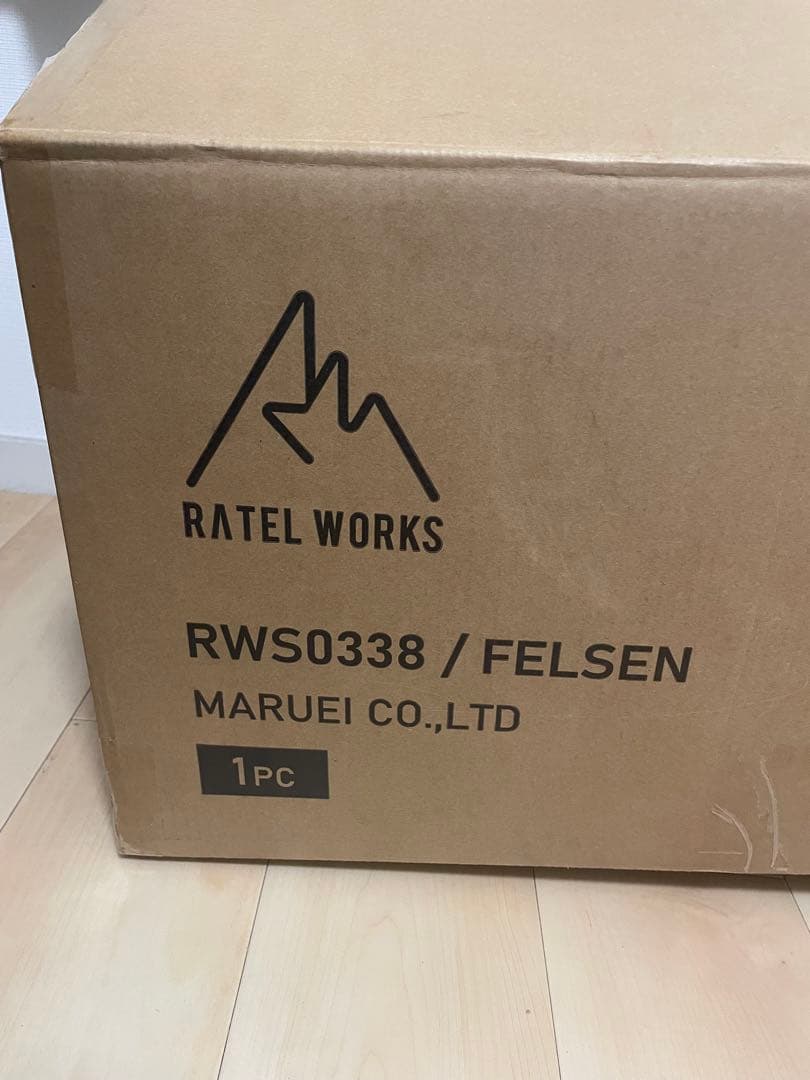 RATEL WORKS
RWS0338 / FELSEN
MARUEI CO.,LTD
1PC